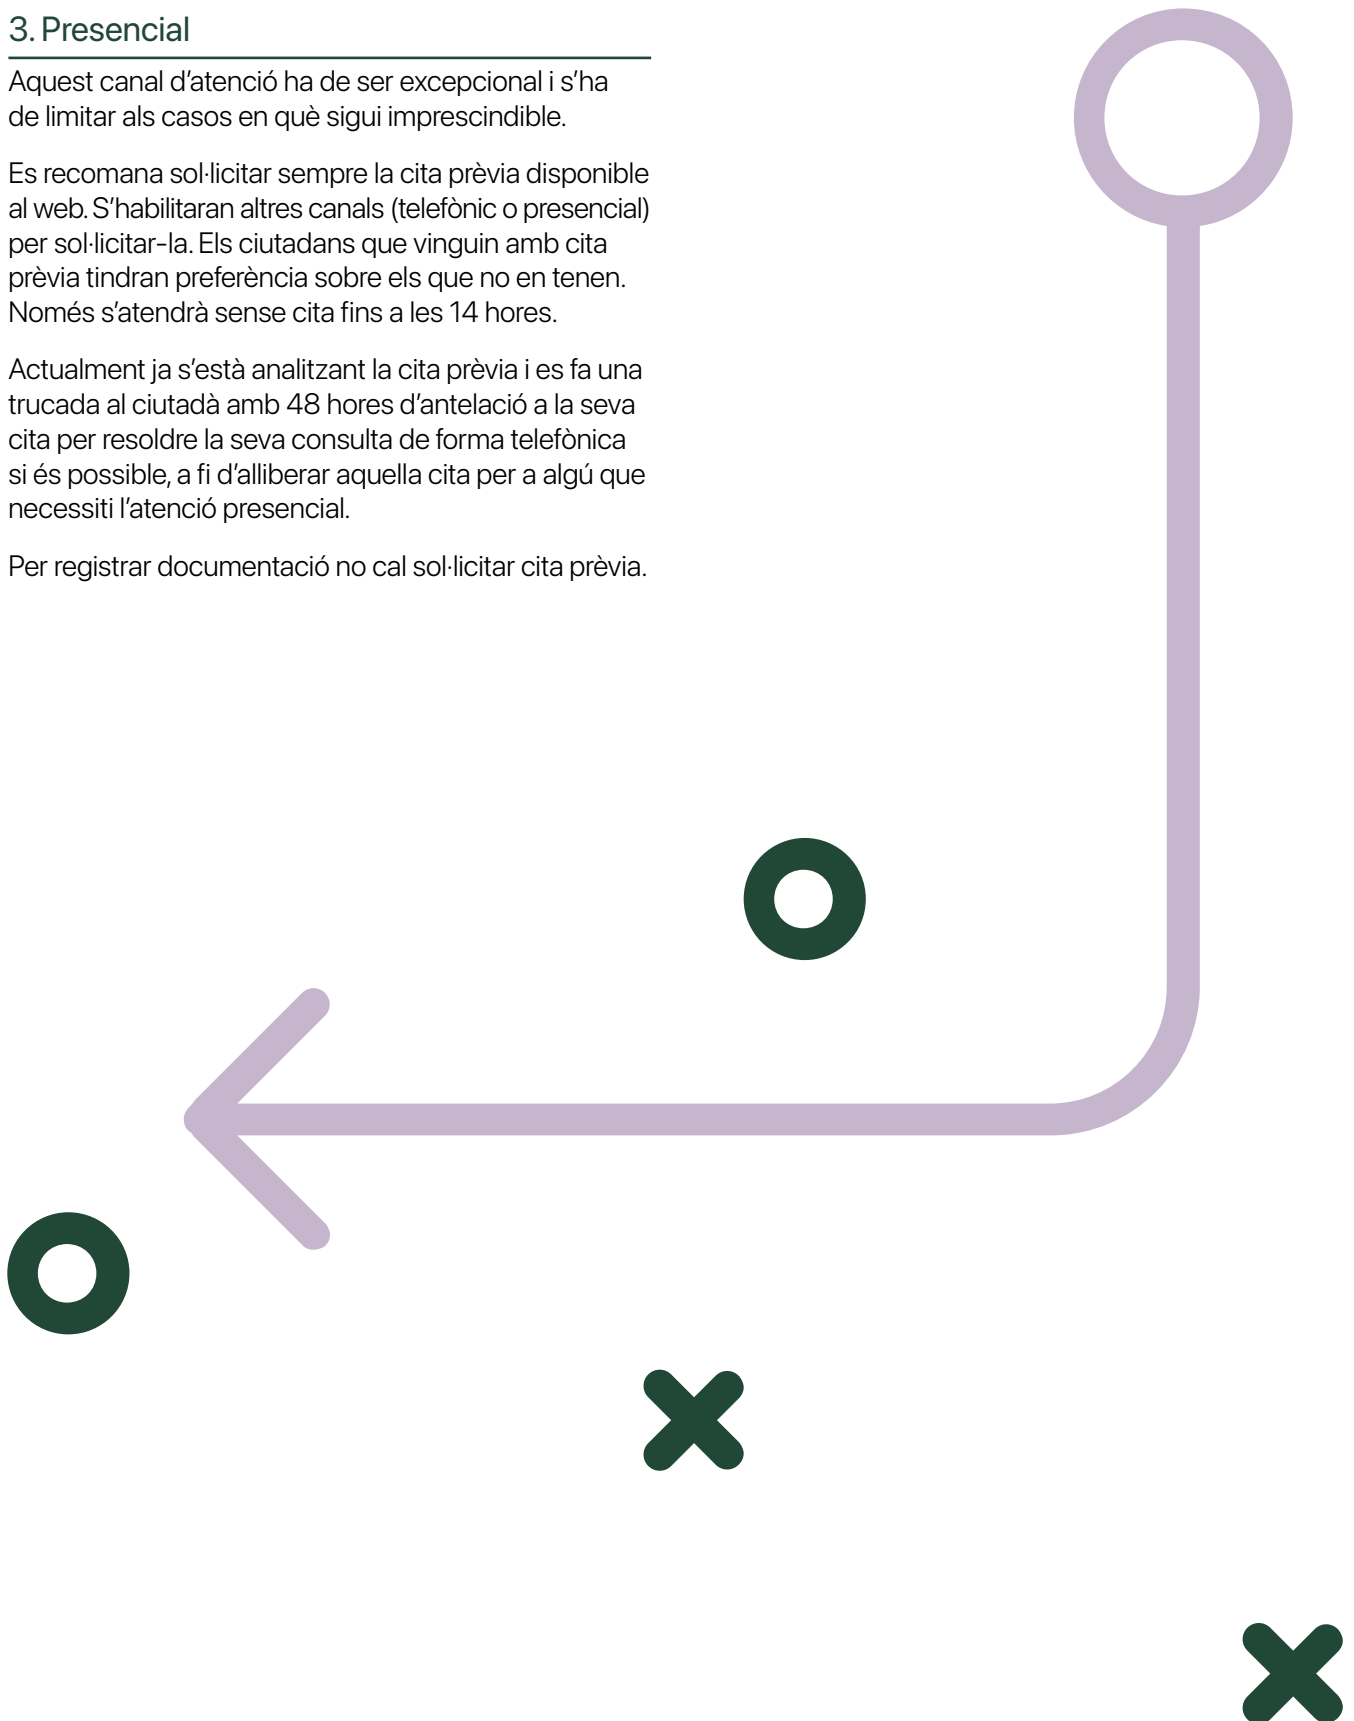 3. Presencial
Aquest canal d’atenció ha de ser excepcional i s’ha
de limitar als casos en què sigui imprescindible.
Es recomana sol·licitar sempre la cita prèvia disponible
al web. S’habilitaran altres canals (telefònic o presencial)
per sol·licitar-la. Els ciutadans que vinguin amb cita
prèvia tindran preferència sobre els que no en tenen.
Només s’atendrà sense cita fins a les 14 hores.
Actualment ja s’està analitzant la cita prèvia i es fa una
trucada al ciutadà amb 48 hores d’antelació a la seva
cita per resoldre la seva consulta de forma telefònica
si és possible, a fi d’alliberar aquella cita per a algú que
necessiti l’atenció presencial.
Per registrar documentació no cal sol·licitar cita prèvia.